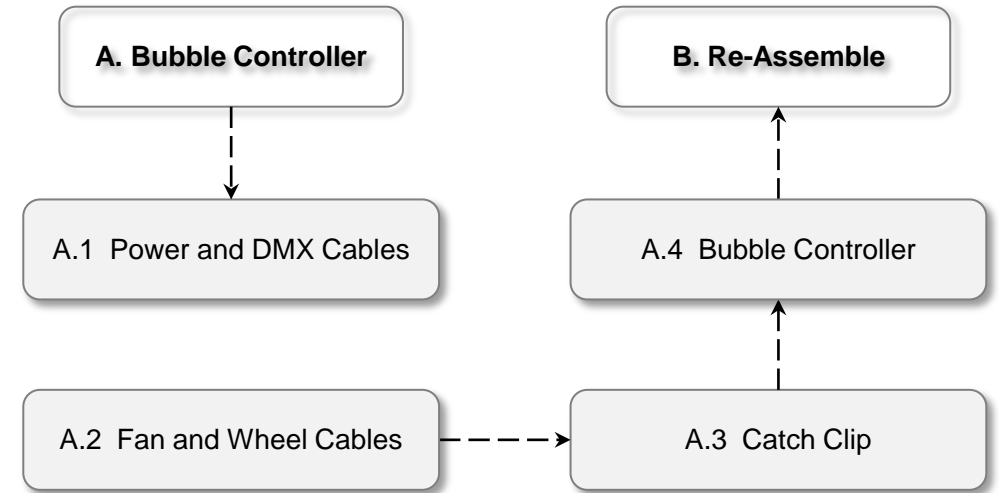 A. Bubble Controller
B. Re-Assemble
A.1 Power and DMX Cables
A.4 Bubble Controller
A.2 Fan and Wheel Cables
A.3 Catch Clip